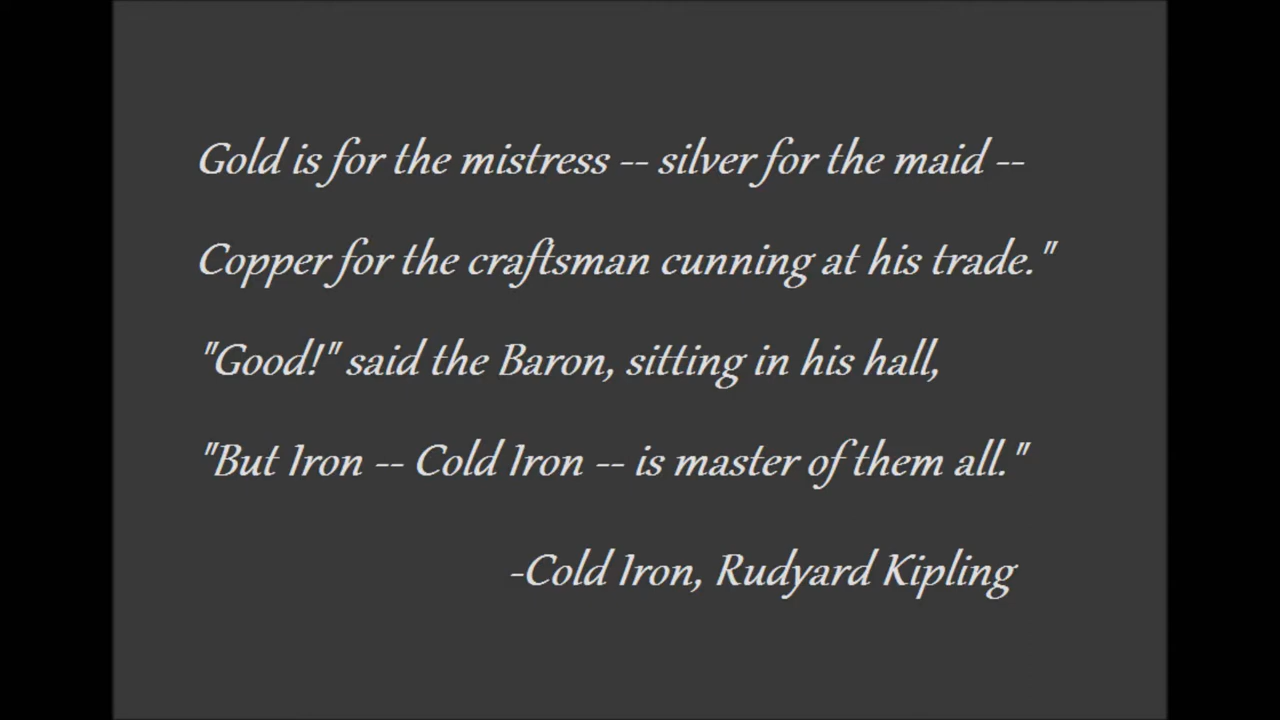 Gold is for the mistress -- silver for the maid --
Copper for the craftsman cunning at his trade."
"Good!" said the Baron, sitting in his hall,
"But Iron -- Cold Iron -- is master of them all."
-Cold Iron, Rudyard Kipling